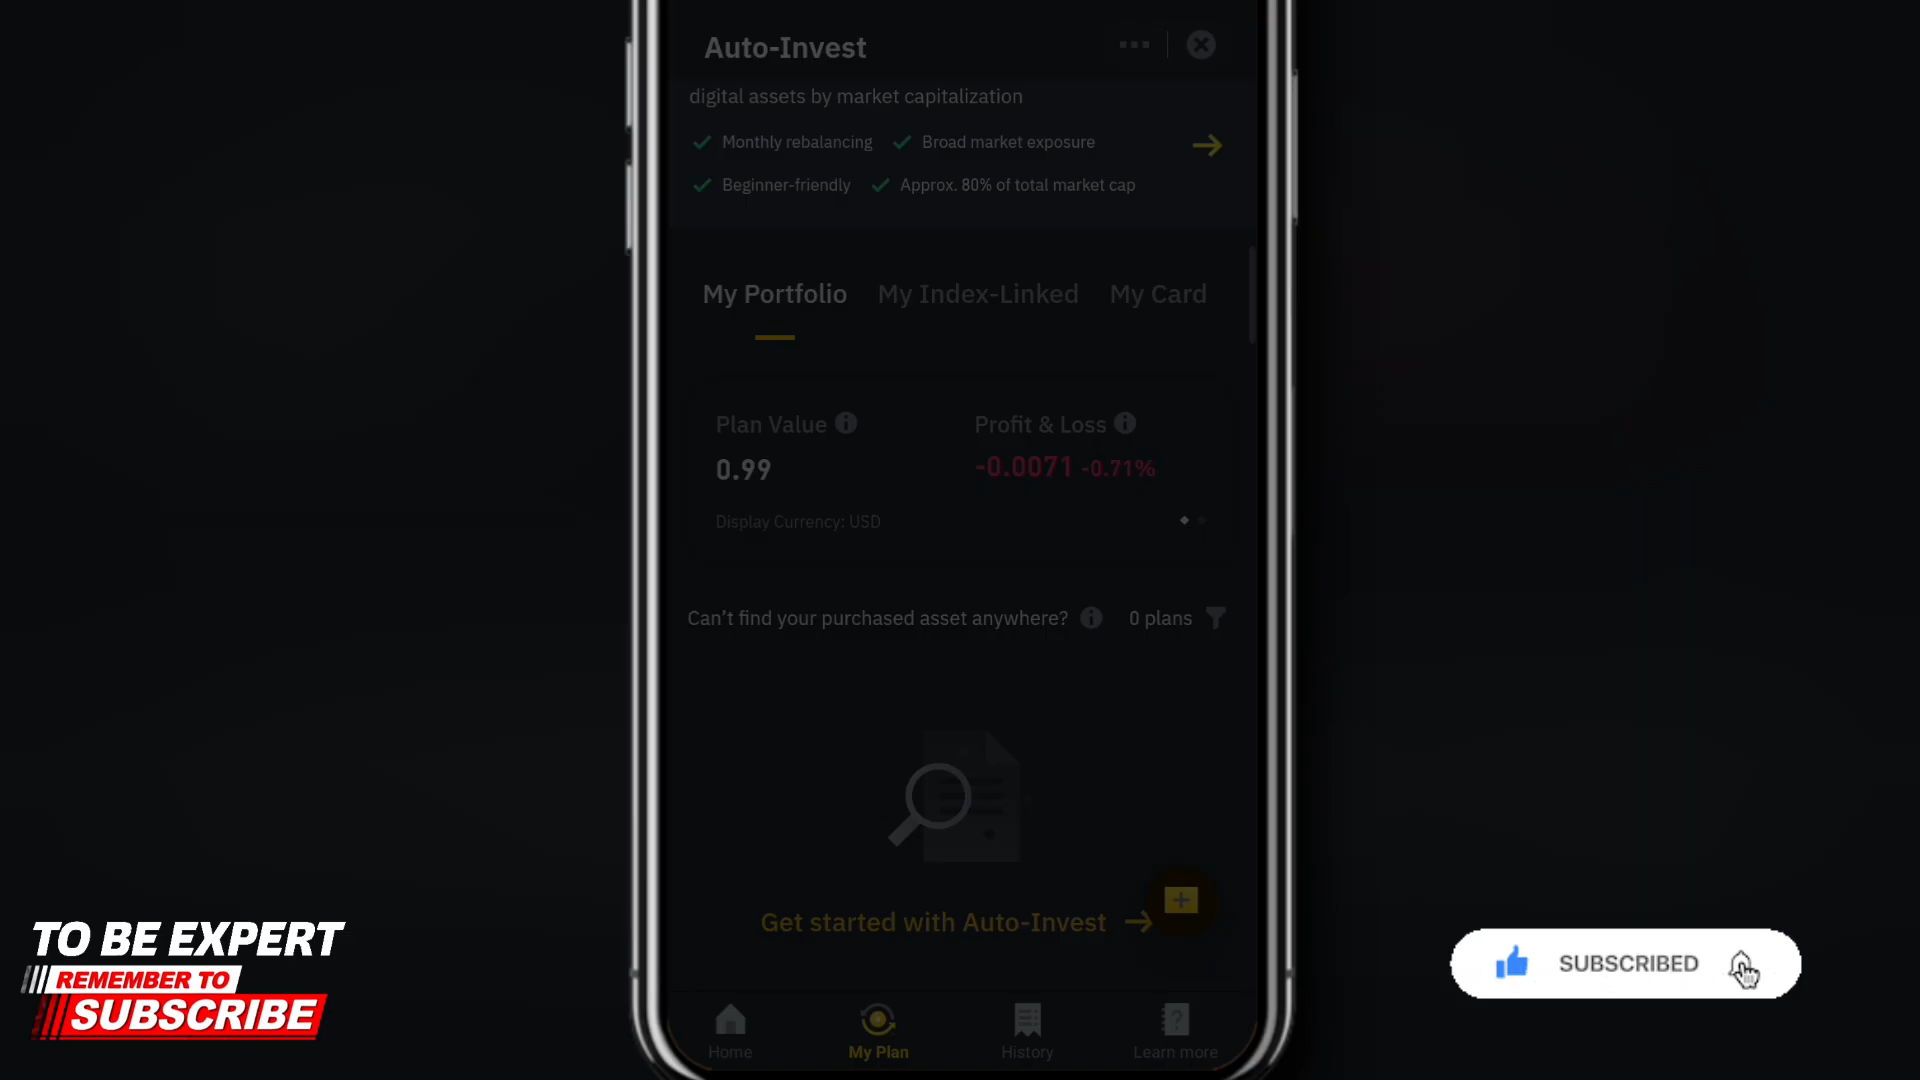 Auto-Invest
digital assets by market capitalization
Monthly rebalancing Broad market exposure
Beginner-friendly Approx. 80% of total market cap
My Portfolio My Index-Linked My Card
Plan Value Profit & Loss
0.99 -0.0071 -0.71%
Display Currency: USD
Can't find your purchased asset anywhere? 0 plans
Get started with Auto-Invest
Home My Plan History Learn more
TO BE EXPERT
REMEMBER TO
SUBSCRIBE
SUBSCRIBED